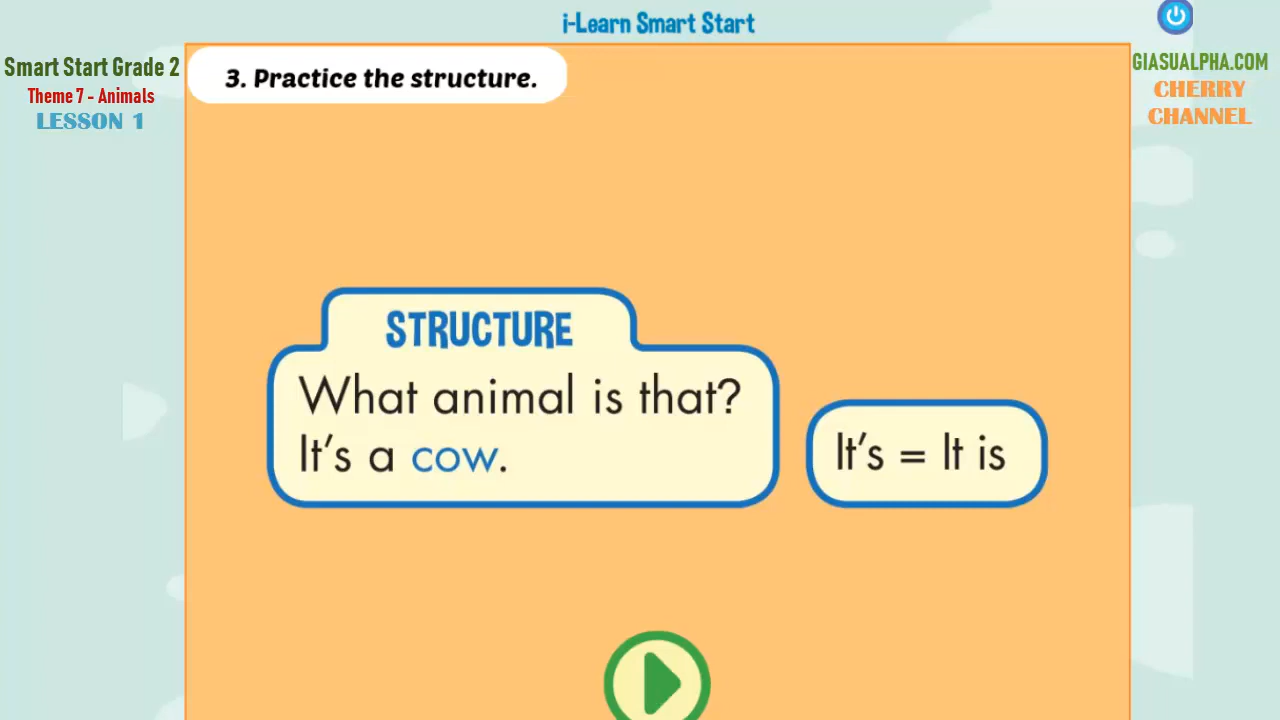 i-Learn Smart Start
Smart Start Grade 2
Theme 7 - Animals
LESSON 1
GIASUALPHA.COM
CHERRY
CHANNEL
3. Practice the structure.
STRUCTURE
What animal is that?
It's a cow.
It's = It is